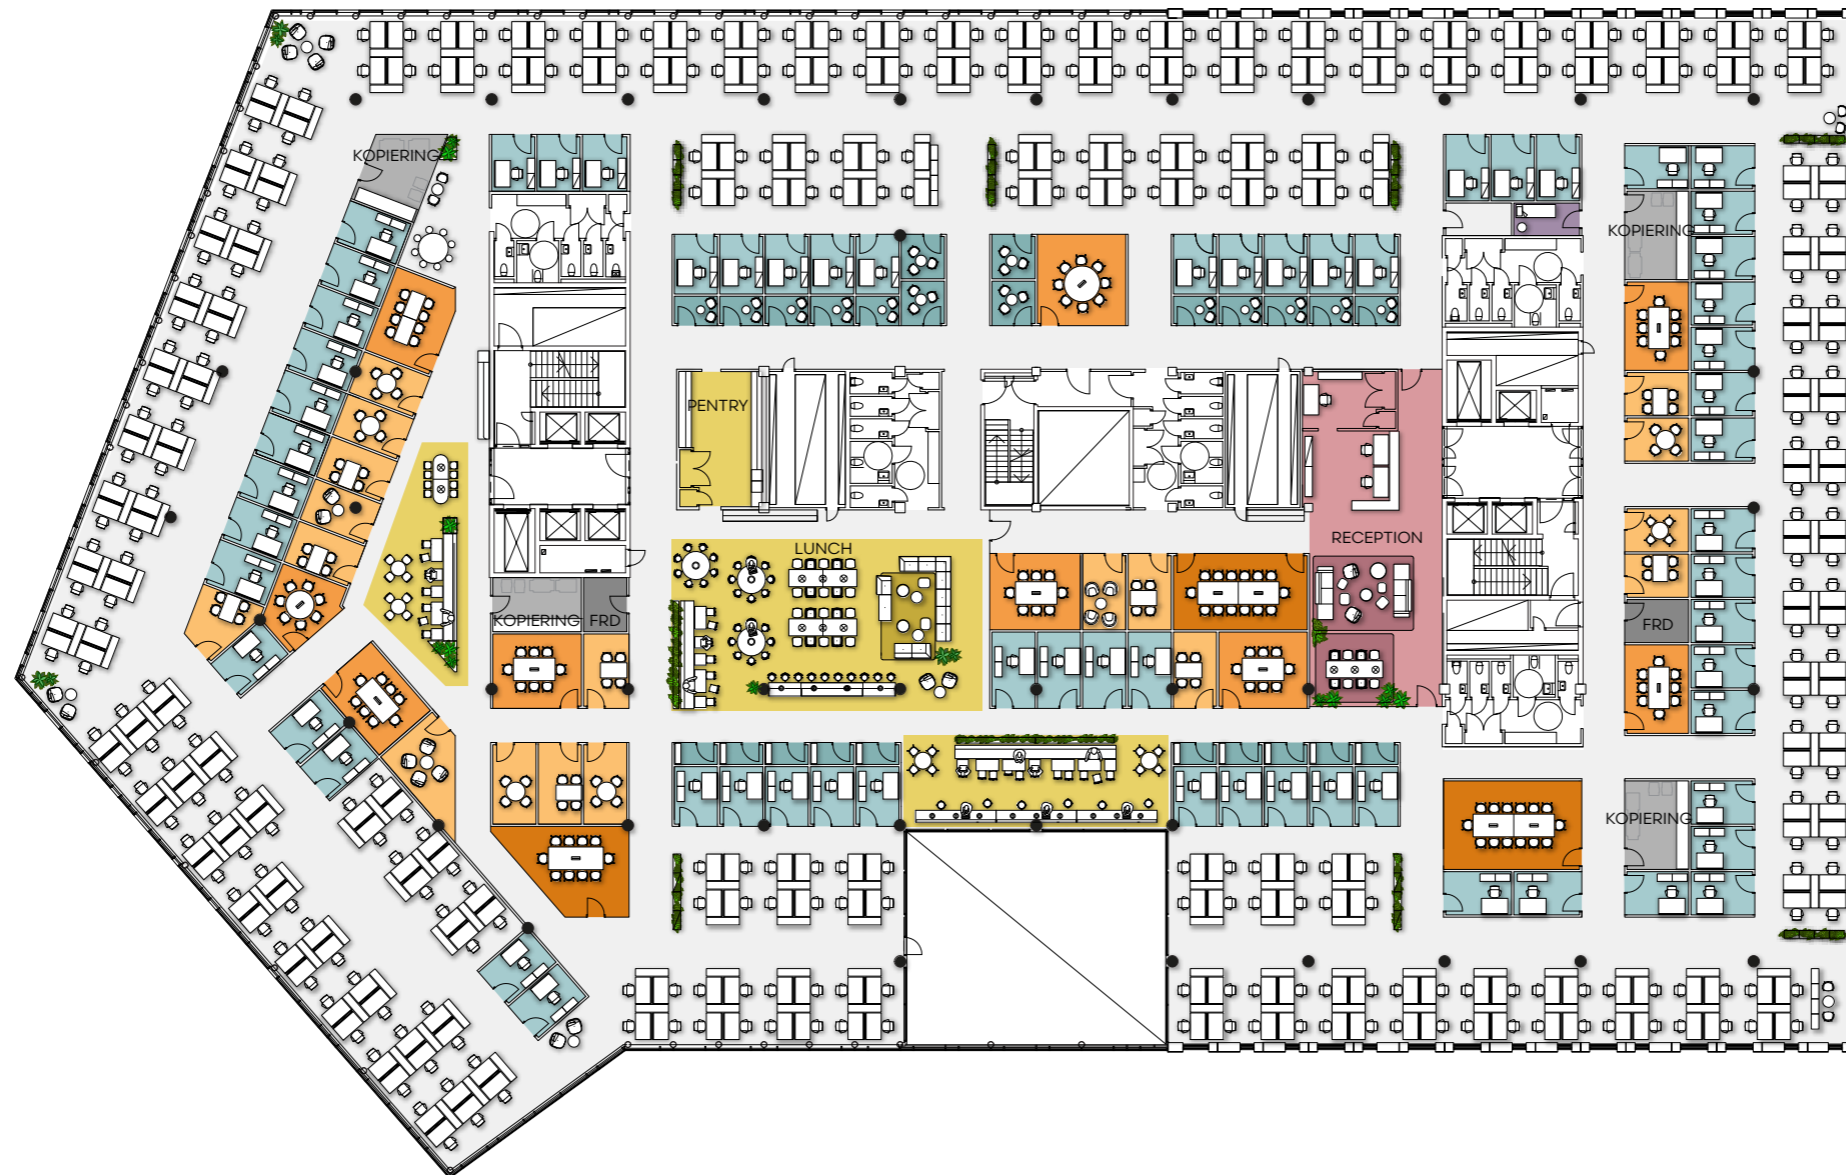 KOPIERING
KOPIERING
PENTRY
RECEPTION
LUNCH
KOPIERING
FRD
FRD
KOPIERING